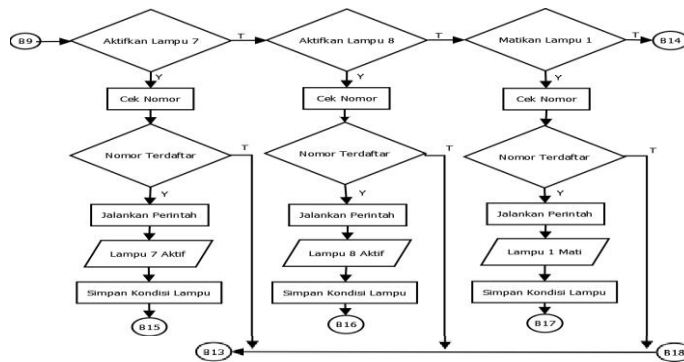 B9
Aktifkan Lampu 7
T
Aktifkan Lampu 8
T
Matikan Lampu 1
T
B14
Y
Y
Y
Cek Nomor
Cek Nomor
Cek Nomor
Nomor Terdaftar
T
Nomor Terdaftar
T
Nomor Terdaftar
T
Y
Y
Y
Jalankan Perintah
Jalankan Perintah
Jalankan Perintah
Lampu 7 Aktif
Lampu 8 Aktif
Lampu 1 Mati
Simpan Kondisi Lampu
Simpan Kondisi Lampu
Simpan Kondisi Lampu
B15
B16
B17
B13
B18